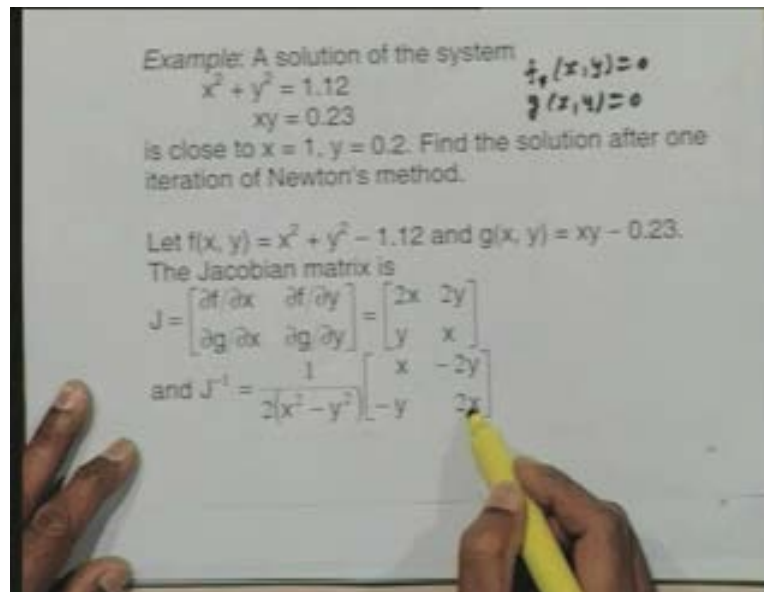 Example: A solution of the system
f₁(x,y)=0
x² + y² = 1.12
g(x,y)=0
xy = 0.23
is close to x = 1, y = 0.2. Find the solution after one
iteration of Newton's method.
Let f(x, y) = x² + y² – 1.12 and g(x, y) = xy – 0.23.
The Jacobian matrix is
J = [∂f/∂x ∂f/∂y; ∂g/∂x ∂g/∂y] = [2x 2y; y x]
and J⁻¹ = 1/2(x² – y²) [x –2y; –y 2x]